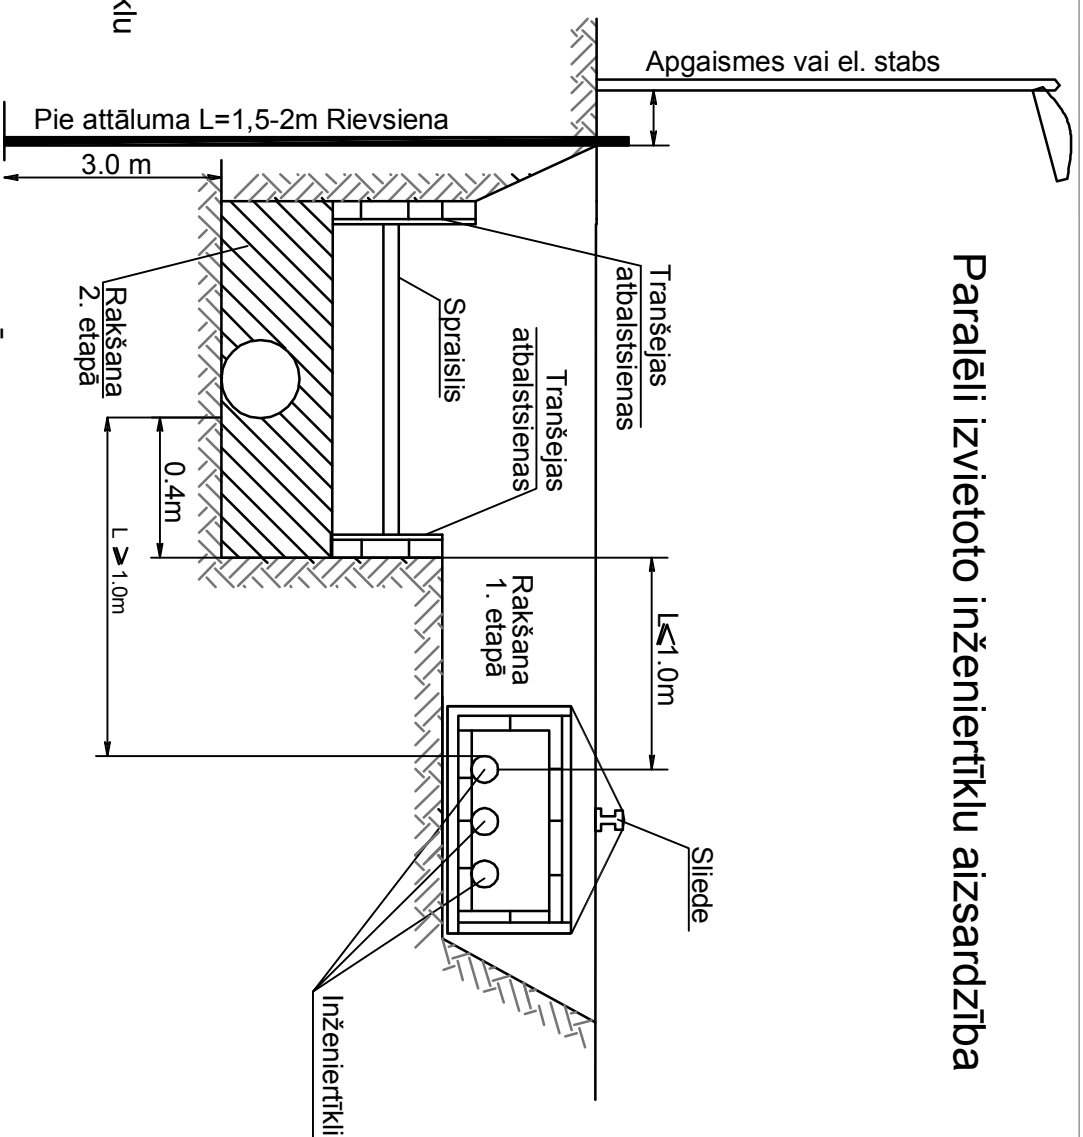 Paralēli izvietoto inženiertīklu aizsardzība
Apgaismes vai el. stabs
Pie attāluma L=1,5-2m Rievsiena
3.0 m
Tranšejas
atbalstsienas
Spraislis
Tranšejas
atbalstsienas
Rakšana
2. etapā
0.4m
L ⩾ 1.0m
Rakšana
1. etapā
L⩽1.0m
Sliede
Inženiertīkli